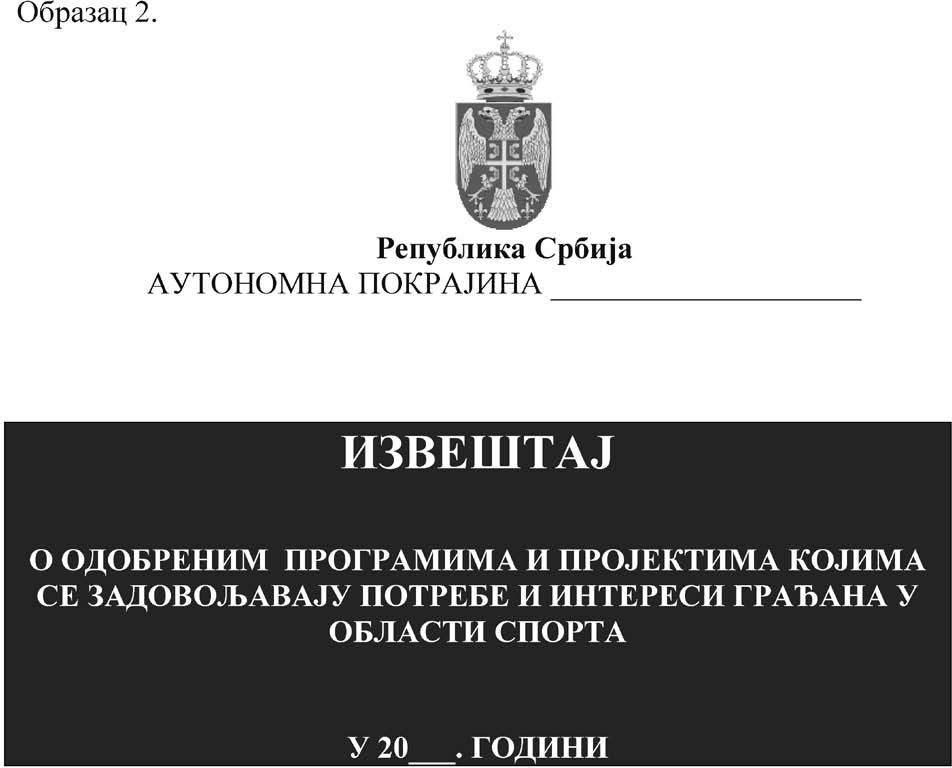 Образац 2.
Република Србија
АУТОНОМНА ПОКРАЈИНА ____________________
ИЗВЕШТАЈ
О ОДОБРЕНИМ ПРОГРАМИМА И ПРОЈЕКТИМА КОЈИМА
СЕ ЗАДОВОЉАВАЈУ ПОТРЕБЕ И ИНТЕРЕСИ ГРАЂАНА У
ОБЛАСТИ СПОРТА
У 20___. ГОДИНИ